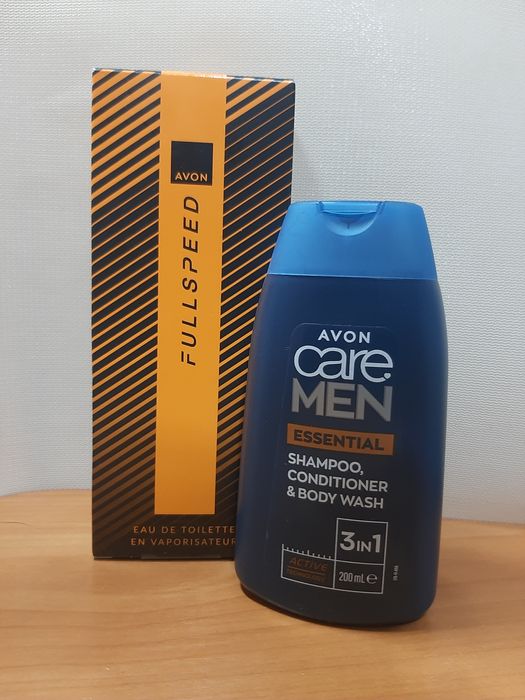 AVON
FULLSPEED
EAU DE TOILETTE
EN VAPORISATEUR
AVON
care
MEN
ESSENTIAL
SHAMPOO,
CONDITIONER
& BODY WASH
3 IN 1
ACTIVE
200 mL e